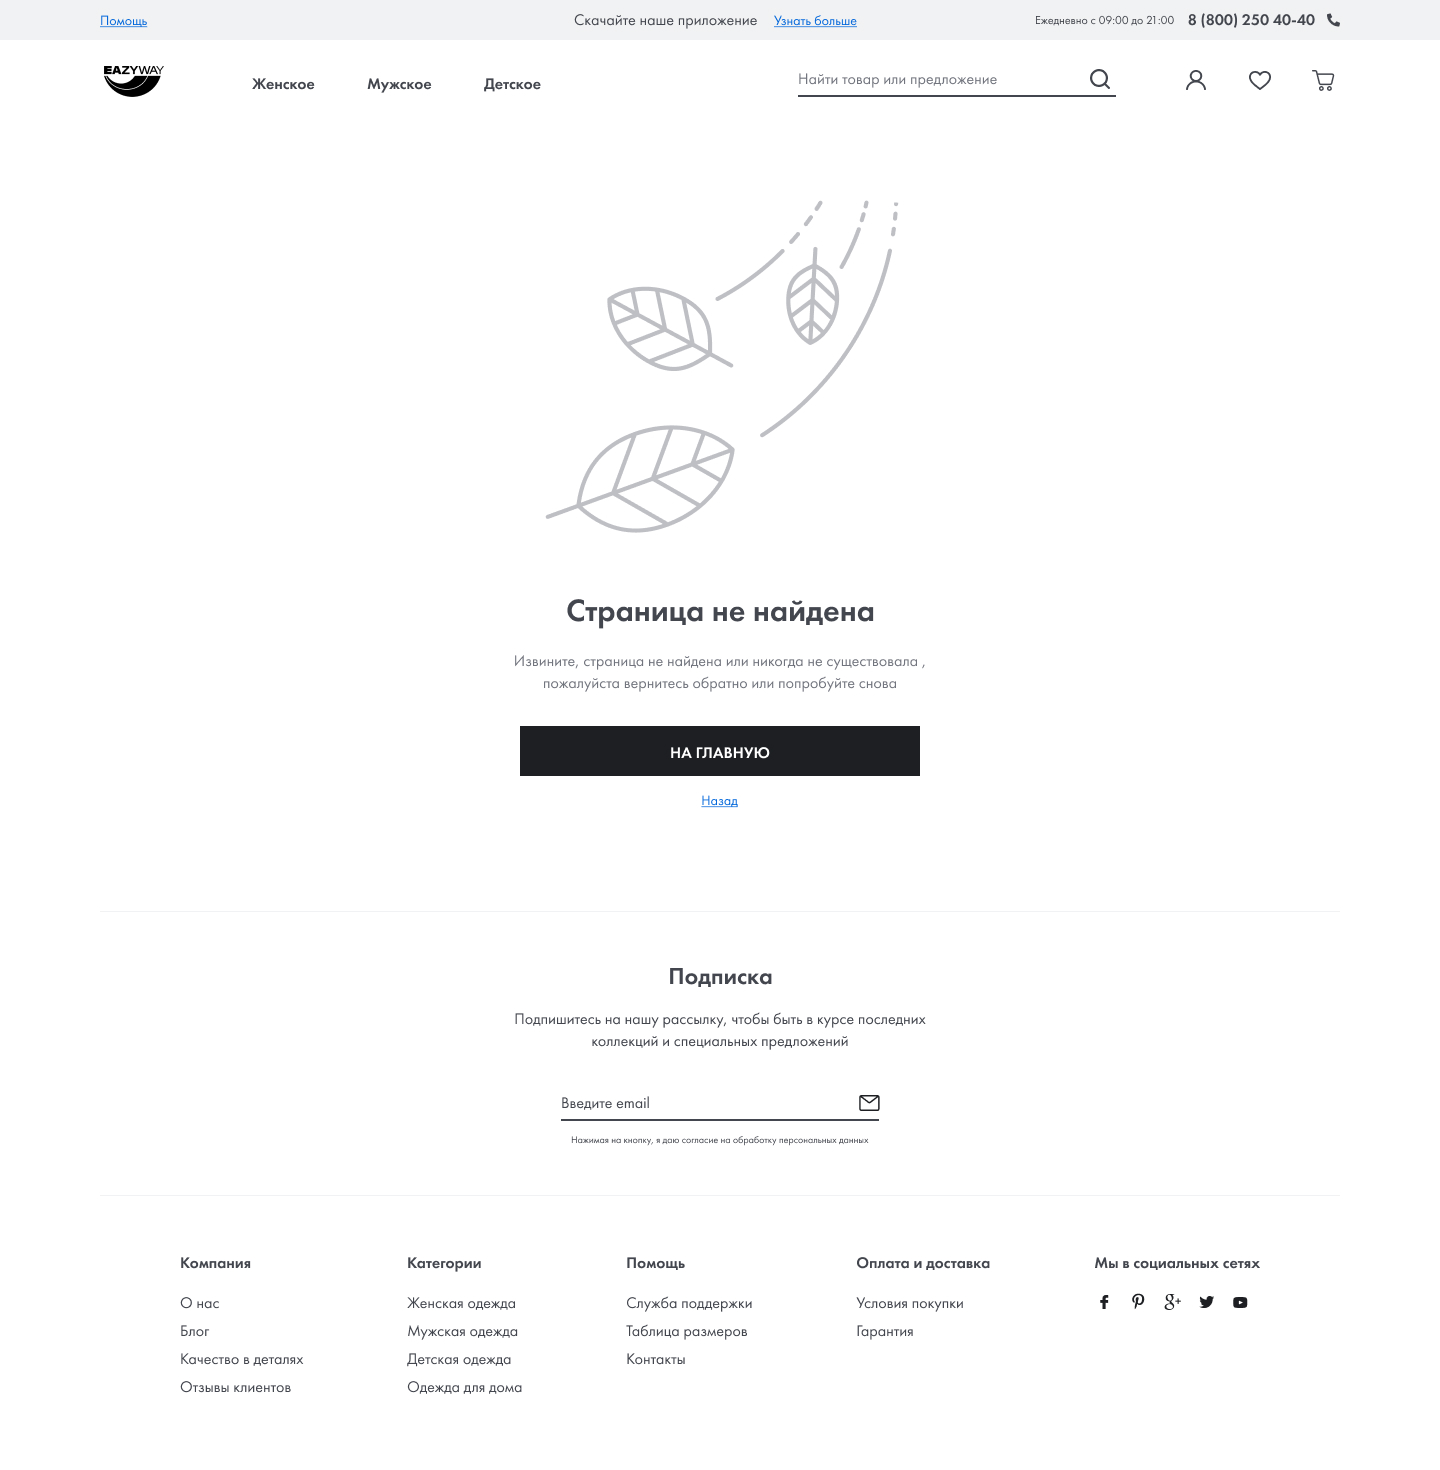 Помощь Скачайте наше приложение Узнать больше Ежедневно с 09:00 до 21:00 8 (800) 250 40-40
EAZYWAY Женское Мужское Детское Найти товар или предложение
Страница не найдена
Извините, страница не найдена или никогда не существовала ,
пожалуйста вернитесь обратно или попробуйте снова
НА ГЛАВНУЮ
Назад
Подписка
Подпишитесь на нашу рассылку, чтобы быть в курсе последних
коллекций и специальных предложений
Введите email
Нажимая на кнопку, я даю согласие на обработку персональных данных
Компания
О нас
Блог
Качество в деталях
Отзывы клиентов
Категории
Женская одежда
Мужская одежда
Детская одежда
Одежда для дома
Помощь
Служба поддержки
Таблица размеров
Контакты
Оплата и доставка
Условия покупки
Гарантия
Мы в социальных сетях